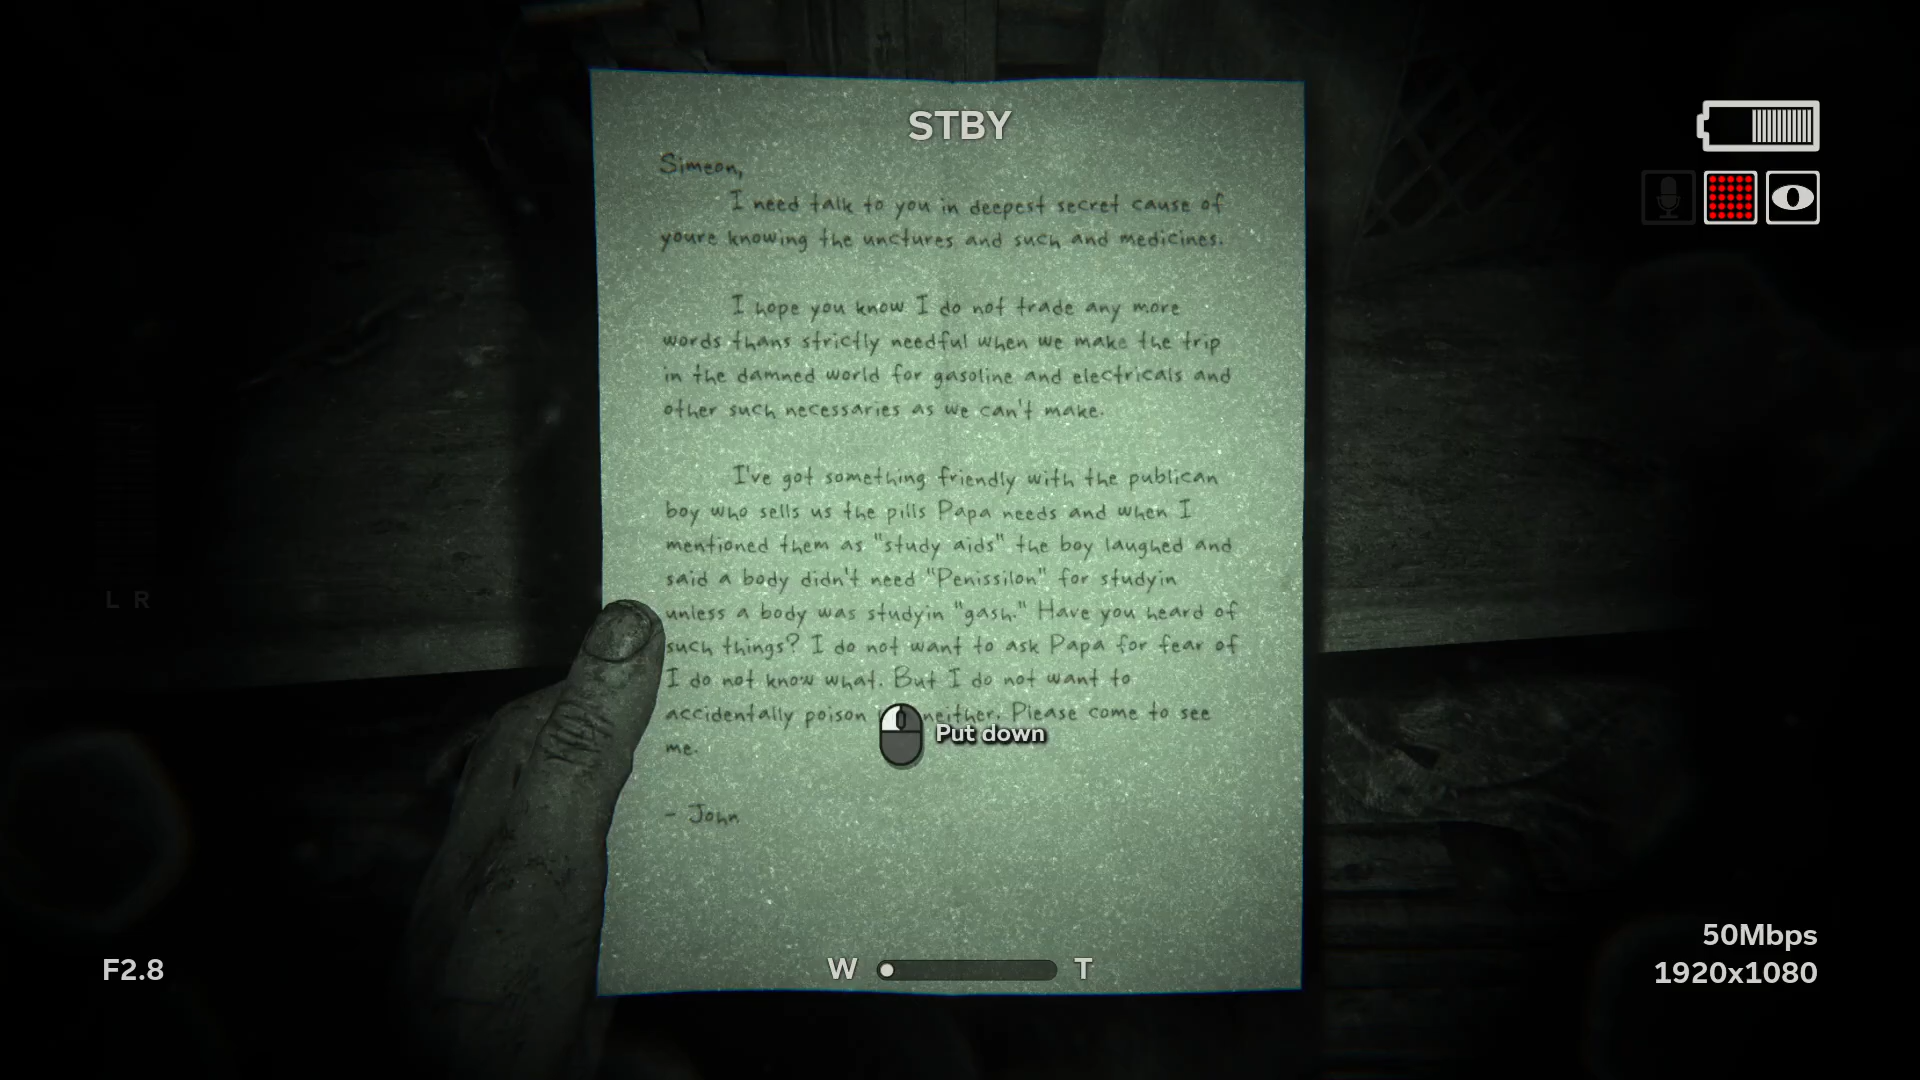 STBY
Simeon,
I need talk to you in deepest secret cause of
youre knowing the unctures and such and medicines.
I hope you know I do not trade any more
words thans strictly needful when we make the trip
in the damned world for gasoline and electricals and
other such necessaries as we can't make.
I've got something friendly with the publican
boy who sells us the pills Papa needs and when I
mentioned them as "study aids" the boy laughed and
said a body didn't need "Penissilon" for studyin
unless a body was studyin "gash." Have you heard of
such things? I do not want to ask Papa for fear of
I do not know what. But I do not want to
accidentally poison neither. Please come to see
me.
- John
Put down
L R
F2.8
W T
50Mbps
1920x1080